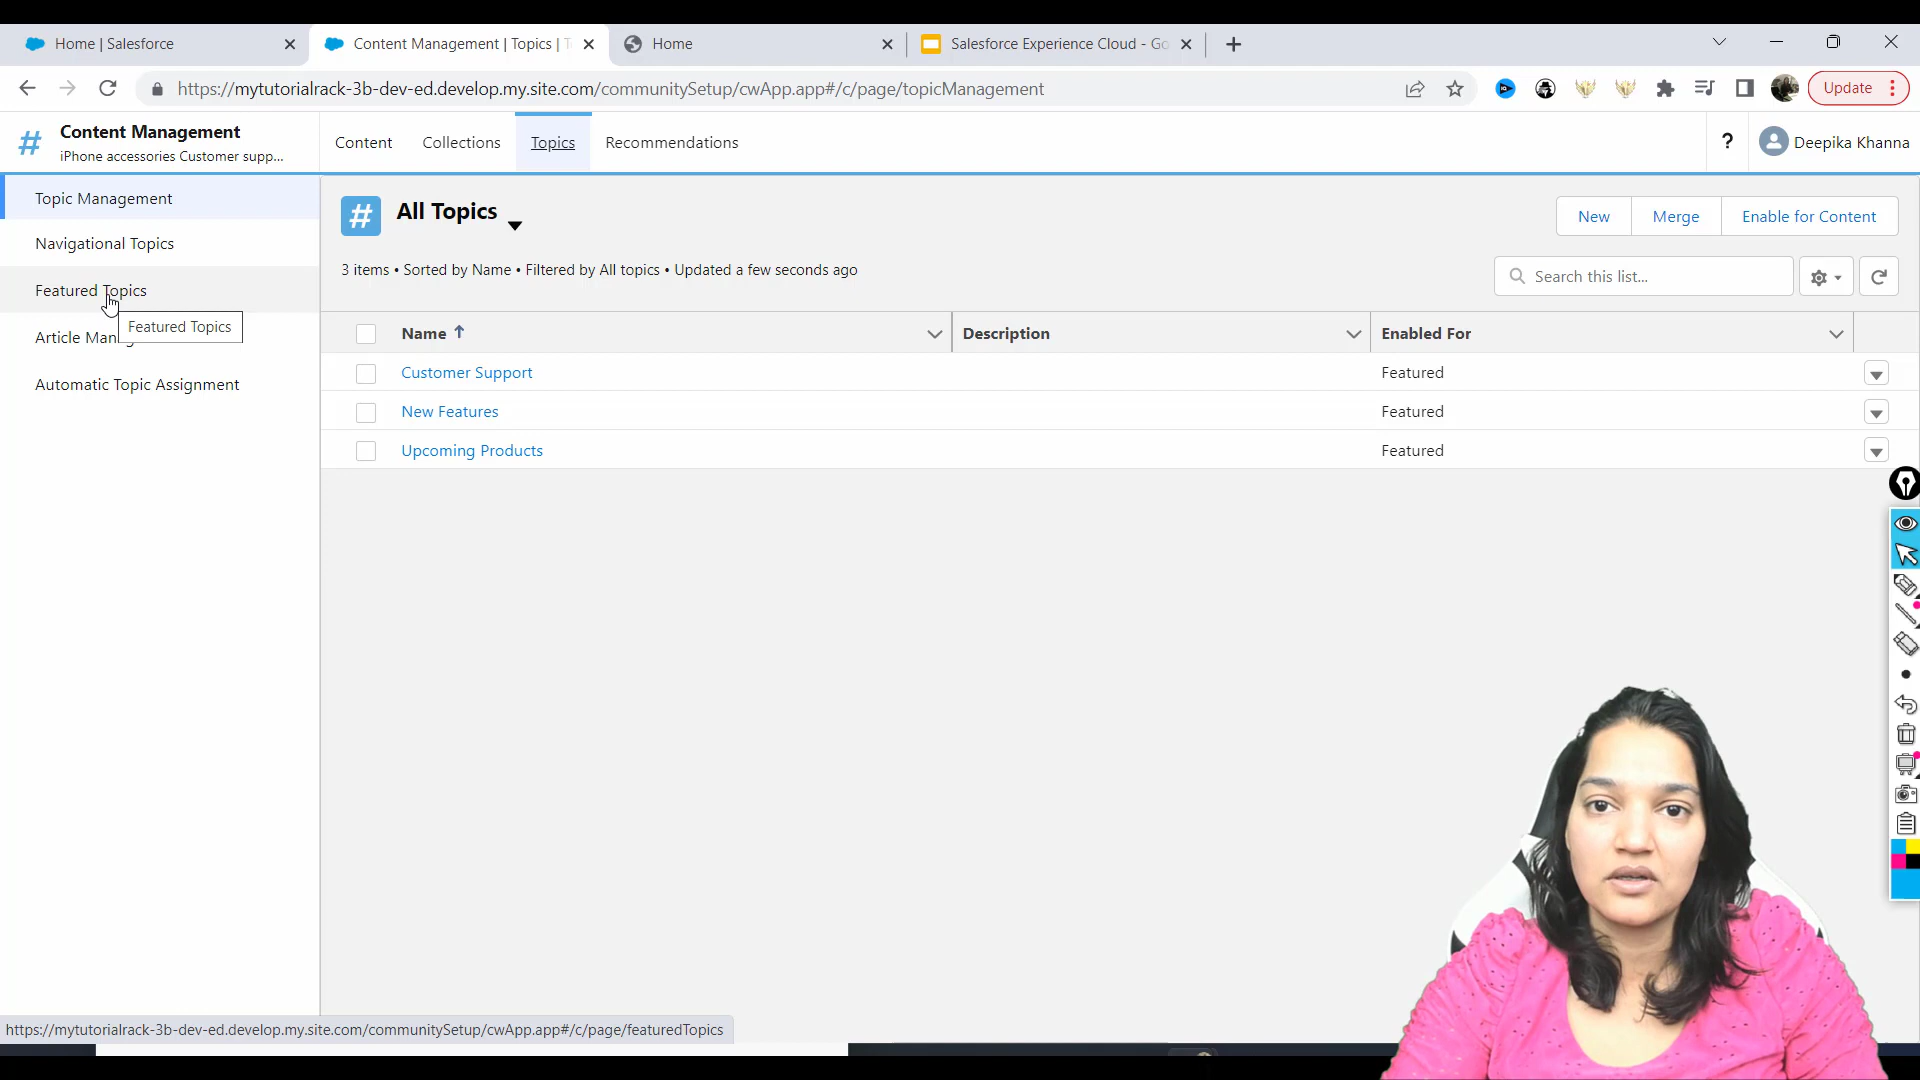 Home | Salesforce
Content Management | Topics |
Home
Salesforce Experience Cloud - Go
https://mytutorialrack-3b-dev-ed.develop.my.site.com/communitySetup/cwApp.app#/c/page/topicManagement
Update
#
Content Management
iPhone accessories Customer supp...
Content
Collections
Topics
Recommendations
?
Deepika Khanna
Topic Management
Navigational Topics
Featured Topics
Featured Topics
Article
Automatic Topic Assignment
#
All Topics
New
Merge
Enable for Content
3 items • Sorted by Name • Filtered by All topics • Updated a few seconds ago
Search this list...
Name
Description
Enabled For
Customer Support
Featured
New Features
Featured
Upcoming Products
Featured
https://mytutorialrack-3b-dev-ed.develop.my.site.com/communitySetup/cwApp.app#/c/page/featuredTopics